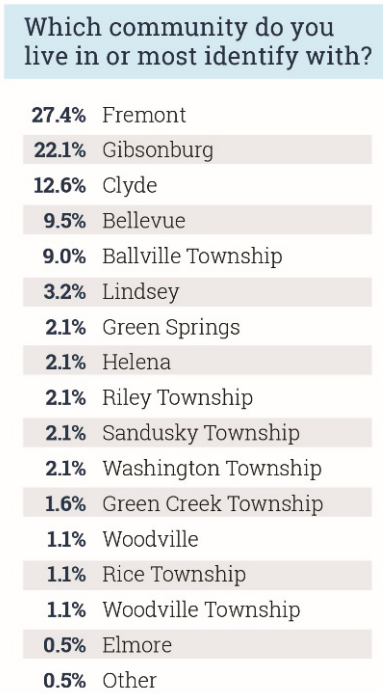 Which community do you
live in or most identify with?
27.4% Fremont
22.1% Gibsonburg
12.6% Clyde
9.5% Bellevue
9.0% Ballville Township
3.2% Lindsey
2.1% Green Springs
2.1% Helena
2.1% Riley Township
2.1% Sandusky Township
2.1% Washington Township
1.6% Green Creek Township
1.1% Woodville
1.1% Rice Township
1.1% Woodville Township
0.5% Elmore
0.5% Other